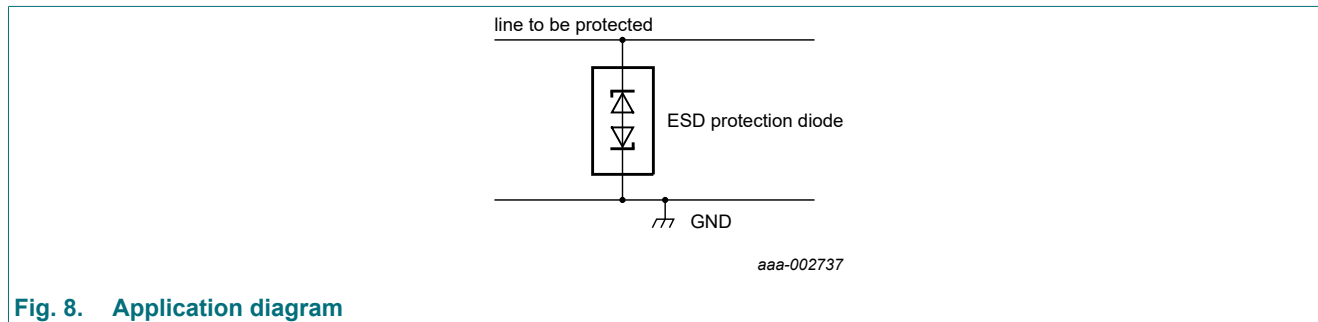 line to be protected
ESD protection diode
GND
aaa-002737
Fig. 8. Application diagram